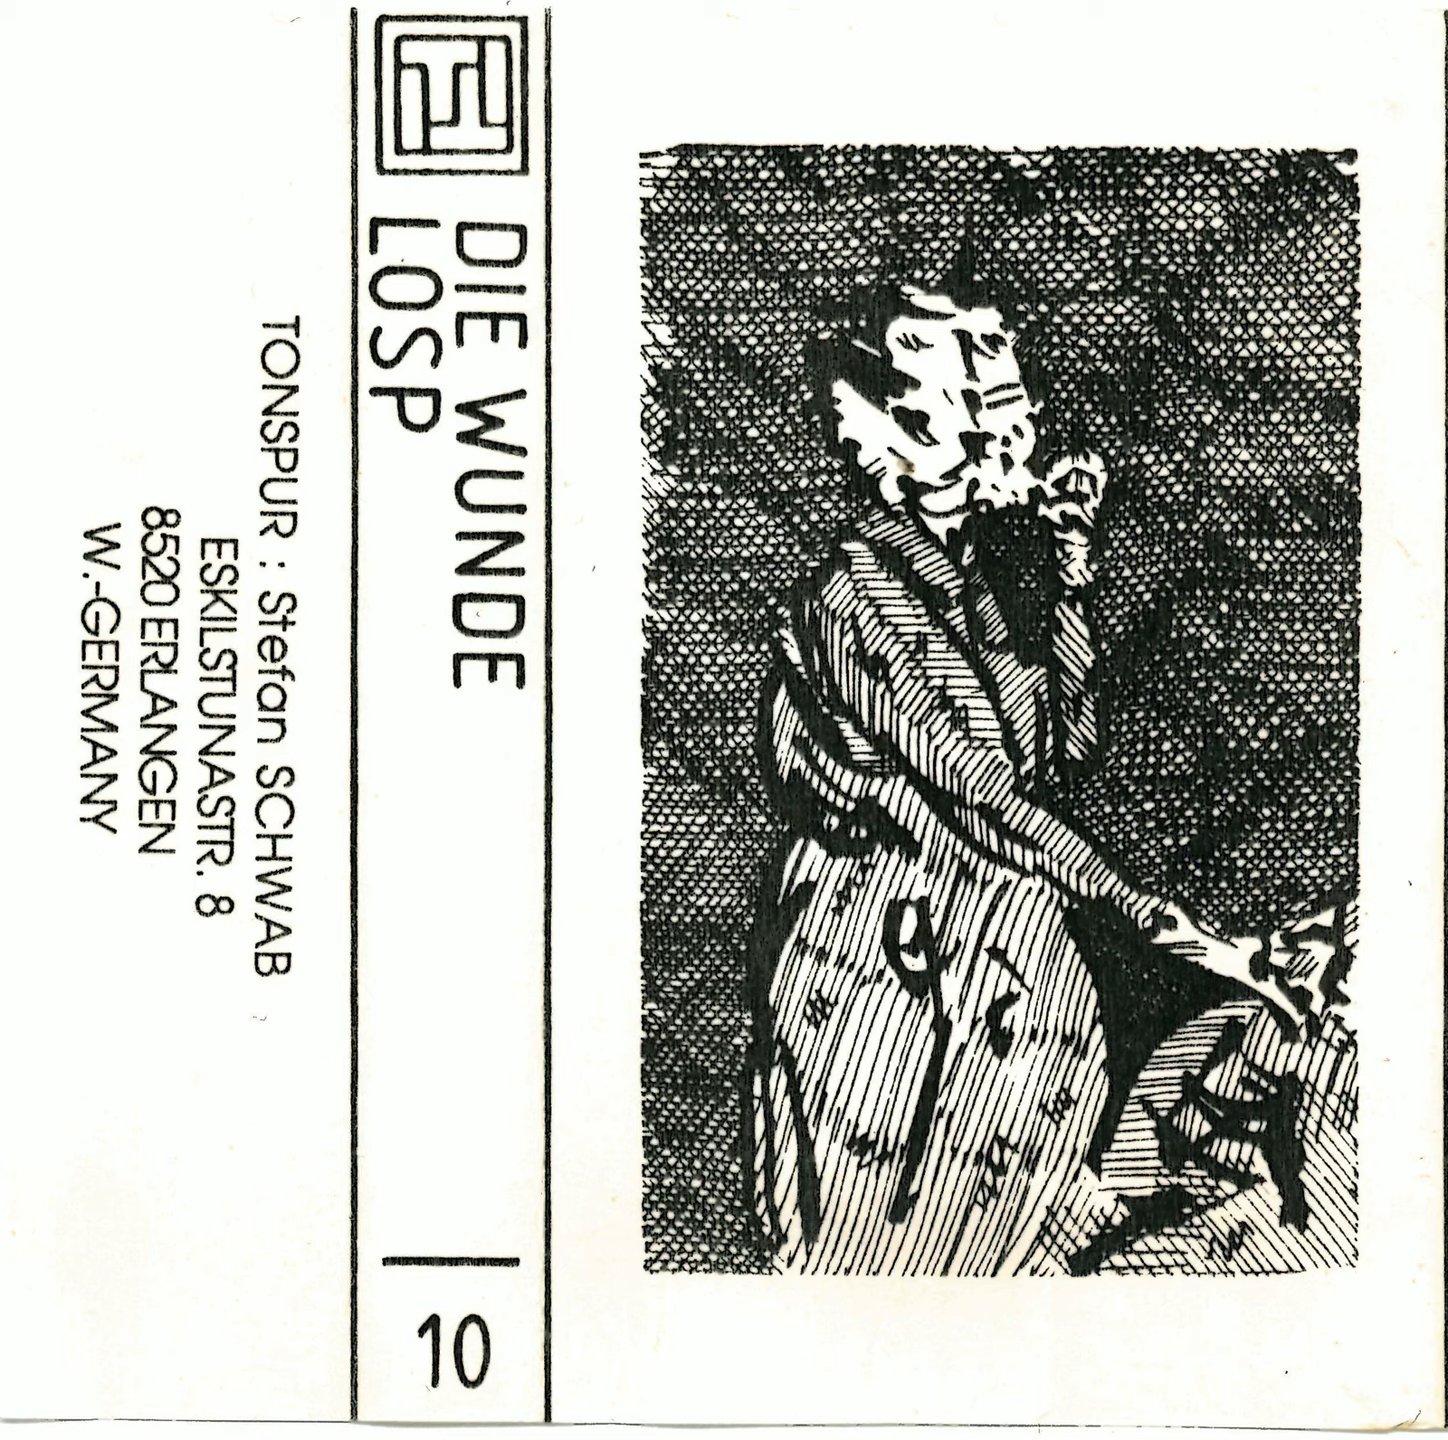 DIE WUNDE
LOSP
10
TONSPUR : Stefan SCHWAB
ESKILSTUNASTR. 8
8520 ERLANGEN
W.-GERMANY